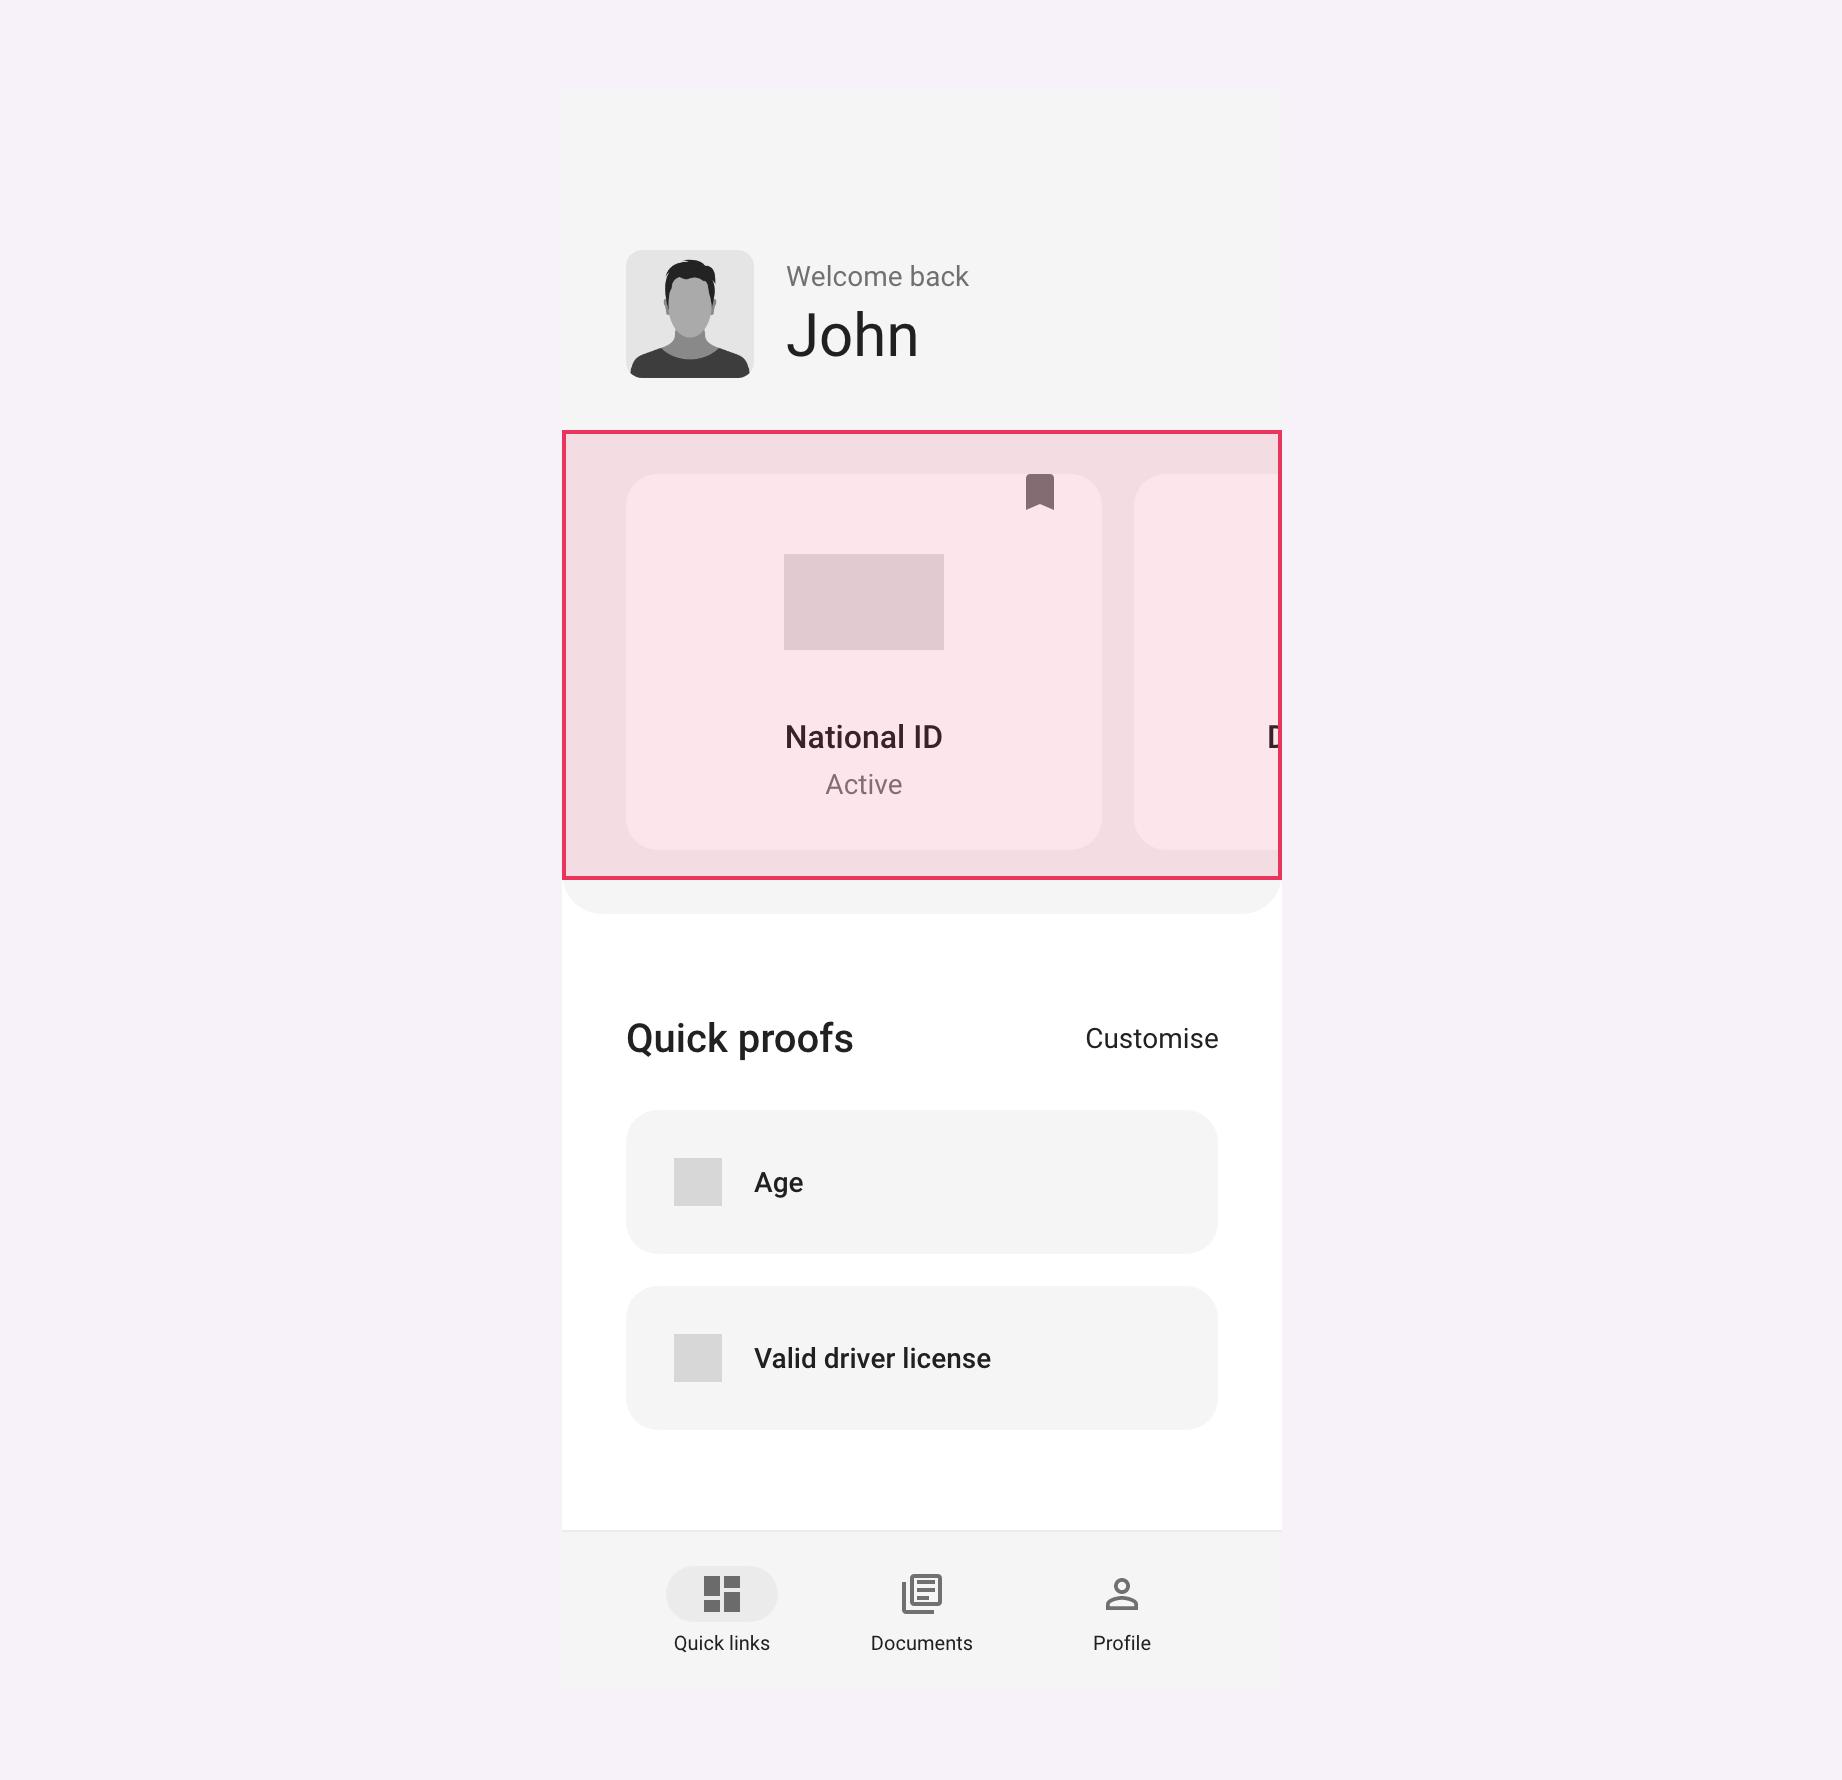 Welcome back
John
National ID
Active
D
Quick proofs
Customise
Age
Valid driver license
Quick links
Documents
Profile